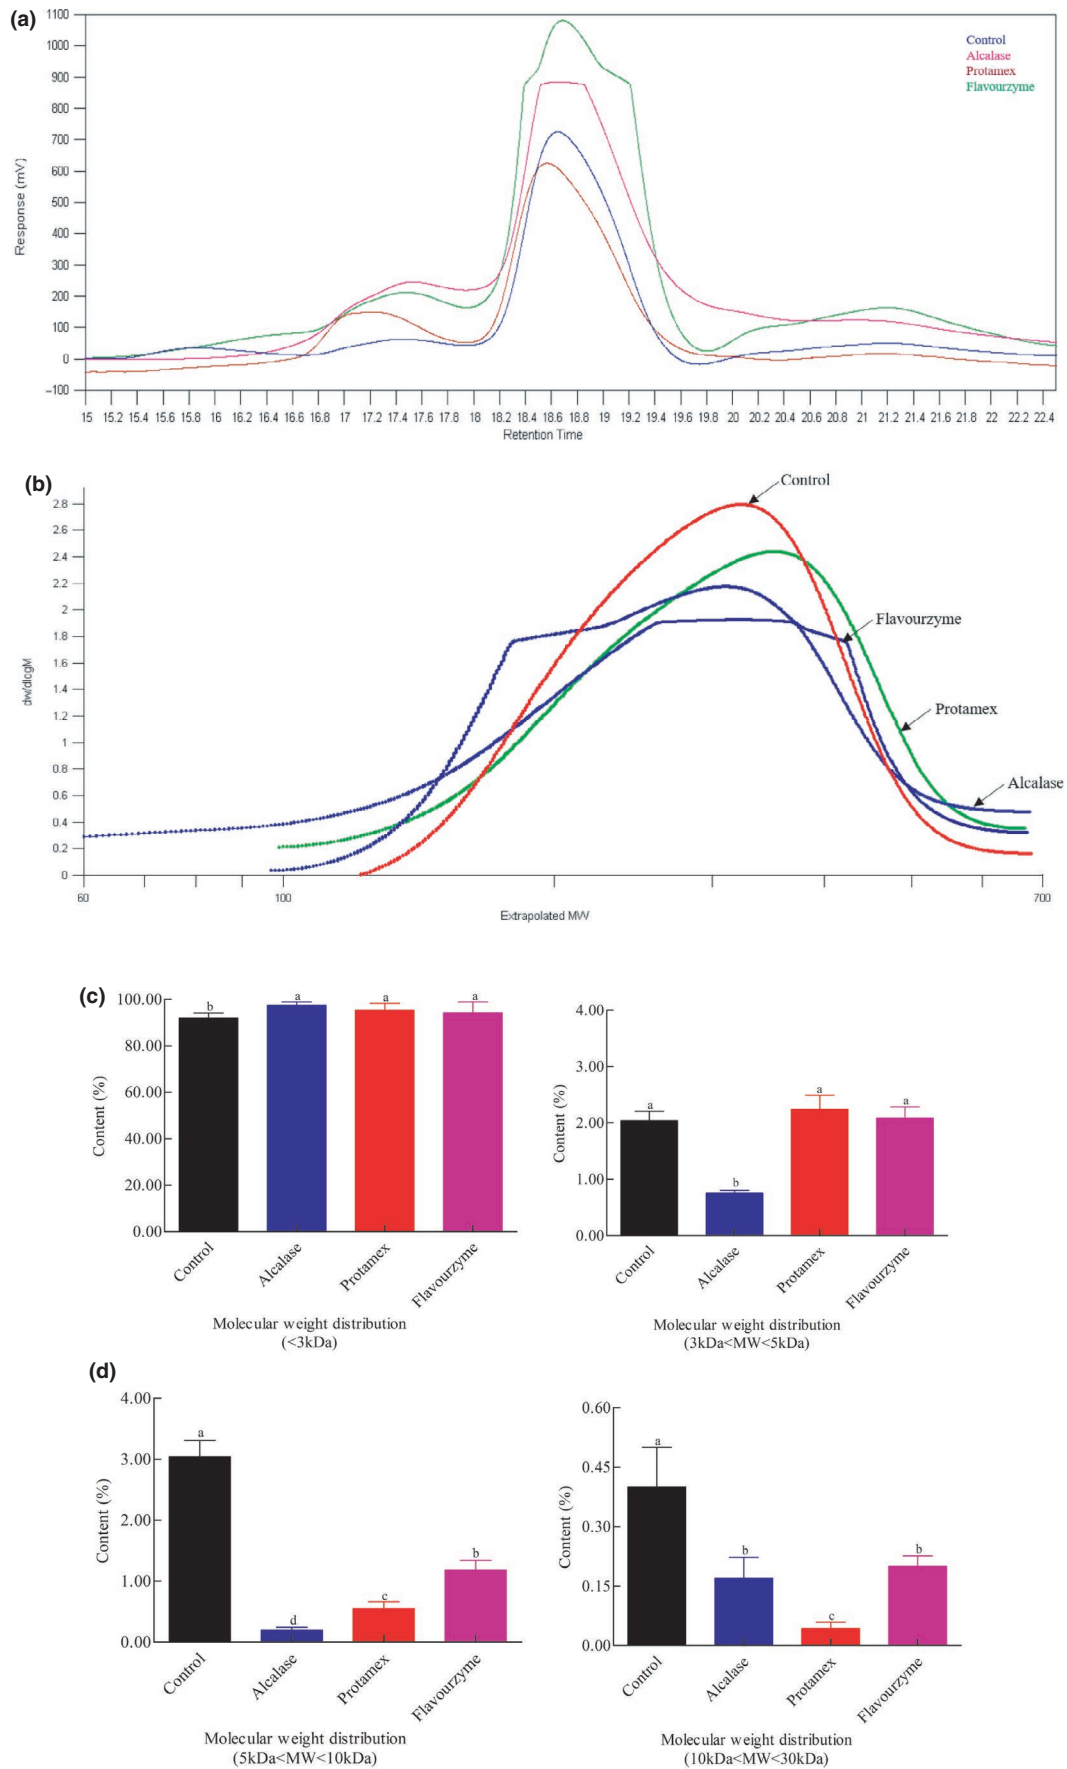 (a)
1100
1000
900
800
700
600
500
400
300
200
100
0
−100
Response (mV)
Control
Alcalase
Protamex
Flavourzyme
15 15.2 15.4 15.6 15.8 16 16.2 16.4 16.6 16.8 17 17.2 17.4 17.6 17.8 18 18.2 18.4 18.6 18.8 19 19.2 19.4 19.6 19.8 20 20.2 20.4 20.6 20.8 21 21.2 21.4 21.6 21.8 22 22.2 22.4
Retention Time
(b)
2.8
2.6
2.4
2.2
2
1.8
1.6
1.4
1.2
1
0.8
0.6
0.4
0.2
0
dw/dlogM
Control
Flavourzyme
Protamex
Alcalase
60 100 700
Extrapolated MW
(c)
100.00
80.00
60.00
40.00
20.00
0.00
Content (%)
b a a a
Control Alcalase Protamex Flavourzyme
Molecular weight distribution
(<3kDa)
4.00
3.00
2.00
1.00
0.00
Content (%)
a b a a
Control Alcalase Protamex Flavourzyme
Molecular weight distribution
(3kDa<MW<5kDa)
(d)
4.00
3.00
2.00
1.00
0.00
Content (%)
a d c b
Control Alcalase Protamex Flavourzyme
Molecular weight distribution
(5kDa<MW<10kDa)
0.60
0.45
0.30
0.15
0.00
Content (%)
a b c b
Control Alcalase Protamex Flavourzyme
Molecular weight distribution
(10kDa<MW<30kDa)